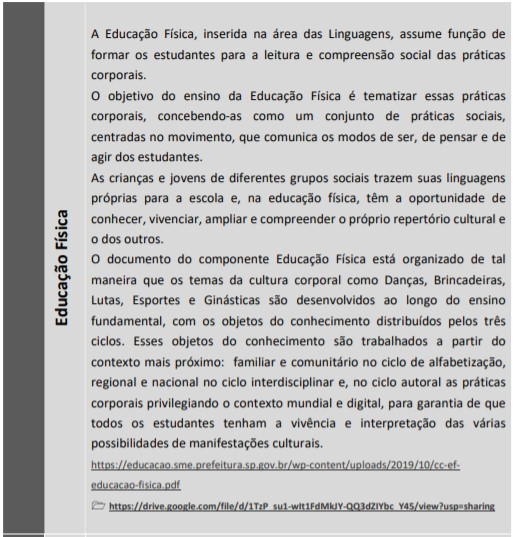 Educação Física
A Educação Física, inserida na área das Linguagens, assume função de
formar os estudantes para a leitura e compreensão social das práticas
corporais.
O objetivo do ensino da Educação Física é tematizar essas práticas
corporais, concebendo-as como um conjunto de práticas sociais,
centradas no movimento, que comunica os modos de ser, de pensar e de
agir dos estudantes.
As crianças e jovens de diferentes grupos sociais trazem suas linguagens
próprias para a escola e, na educação física, têm a oportunidade de
conhecer, vivenciar, ampliar e compreender o próprio repertório cultural e
o dos outros.
O documento do componente Educação Física está organizado de tal
maneira que os temas da cultura corporal como Danças, Brincadeiras,
Lutas, Esportes e Ginásticas são desenvolvidos ao longo do ensino
fundamental, com os objetos do conhecimento distribuídos pelos três
ciclos. Esses objetos do conhecimento são trabalhados a partir do
contexto mais próximo: familiar e comunitário no ciclo de alfabetização,
regional e nacional no ciclo interdisciplinar e, no ciclo autoral as práticas
corporais privilegiando o contexto mundial e digital, para garantia de que
todos os estudantes tenham a vivência e interpretação das várias
possibilidades de manifestações culturais.
https://educacao.sme.prefeitura.sp.gov.br/wp-content/uploads/2019/10/cc-ef-
educacao-fisica.pdf
https://drive.google.com/file/d/1TzP_su1-wIt1FdMkJY-QQ3dZIYbc_Y45/view?usp=sharing